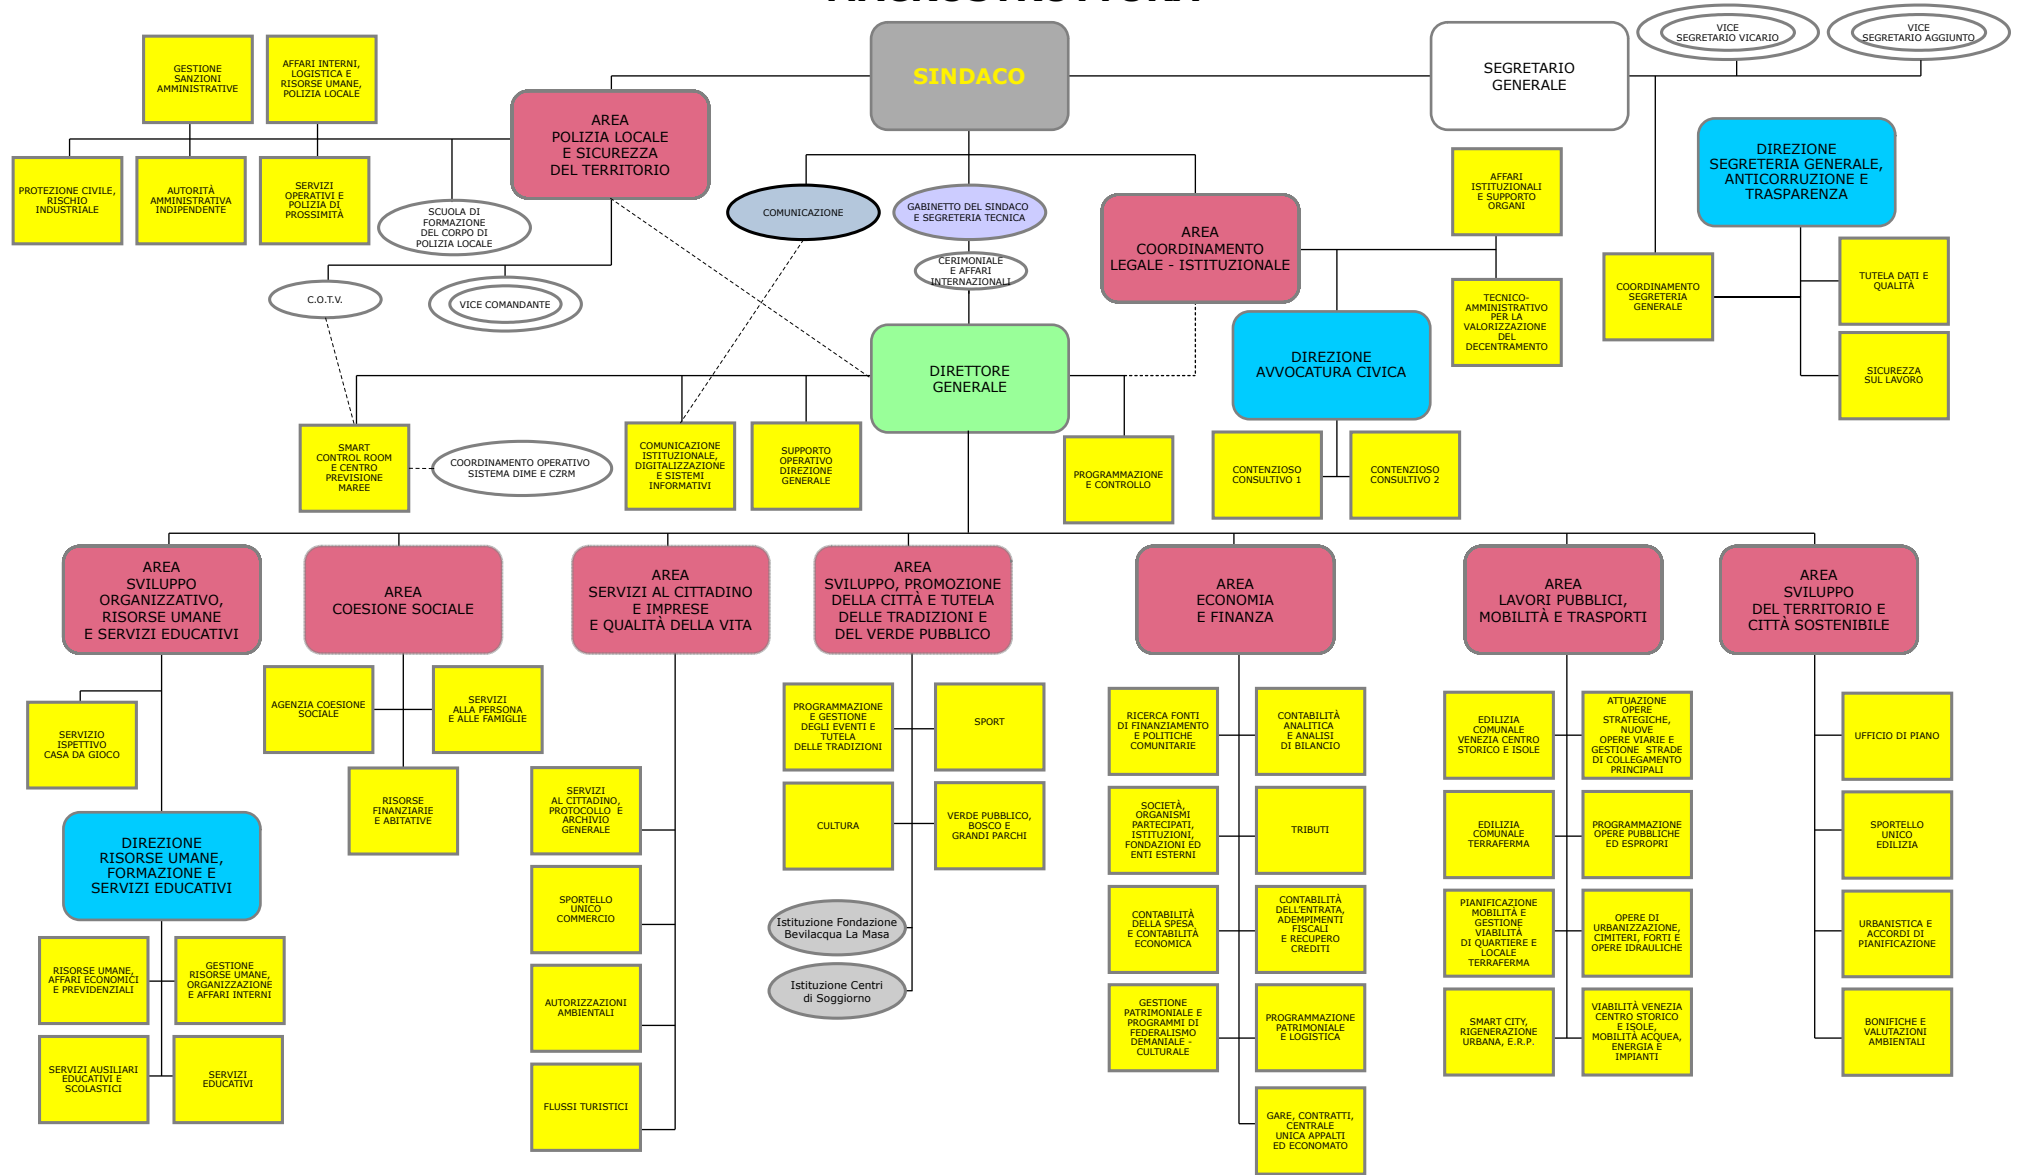 MACROSTRUTTURA
SINDACO
SEGRETARIO
GENERALE
VICE
SEGRETARIO VICARIO
VICE
SEGRETARIO AGGIUNTO
GESTIONE
SANZIONI
AMMINISTRATIVE
AFFARI INTERNI,
LOGISTICA E
RISORSE UMANE,
POLIZIA LOCALE
AREA
POLIZIA LOCALE
E SICUREZZA
DEL TERRITORIO
PROTEZIONE CIVILE,
RISCHIO
INDUSTRIALE
AUTORITÀ
AMMINISTRATIVA
INDIPENDENTE
SERVIZI
OPERATIVI E
POLIZIA DI
PROSSIMITÀ
SCUOLA DI
FORMAZIONE
DEL CORPO DI
POLIZIA LOCALE
COMUNICAZIONE
GABINETTO DEL SINDACO
E SEGRETERIA TECNICA
CERIMONIALE
E AFFARI
INTERNAZIONALI
AREA
COORDINAMENTO
LEGALE - ISTITUZIONALE
AFFARI
ISTITUZIONALI
E SUPPORTO
ORGANI
DIREZIONE
SEGRETERIA GENERALE,
ANTICORRUZIONE E
TRASPARENZA
C.O.T.V.
VICE COMANDANTE
DIRETTORE
GENERALE
DIREZIONE
AVVOCATURA CIVICA
TECNICO-
AMMINISTRATIVO
PER LA
VALORIZZAZIONE
DEL
DECENTRAMENTO
COORDINAMENTO
SEGRETERIA
GENERALE
TUTELA DATI E
QUALITÀ
SICUREZZA
SUL LAVORO
SMART
CONTROL ROOM
E CENTRO
PREVISIONE
MAREE
COORDINAMENTO OPERATIVO
SISTEMA DIME E CZRM
COMUNICAZIONE
ISTITUZIONALE,
DIGITALIZZAZIONE
E SISTEMI
INFORMATIVI
SUPPORTO
OPERATIVO
DIREZIONE
GENERALE
PROGRAMMAZIONE
E CONTROLLO
CONTENZIOSO
CONSULTIVO 1
CONTENZIOSO
CONSULTIVO 2
AREA
SVILUPPO
ORGANIZZATIVO,
RISORSE UMANE
E SERVIZI EDUCATIVI
AREA
COESIONE SOCIALE
AREA
SERVIZI AL CITTADINO
E IMPRESE
E QUALITÀ DELLA VITA
AREA
SVILUPPO, PROMOZIONE
DELLA CITTÀ E TUTELA
DELLE TRADIZIONI E
DEL VERDE PUBBLICO
AREA
ECONOMIA
E FINANZA
AREA
LAVORI PUBBLICI,
MOBILITÀ E TRASPORTI
AREA
SVILUPPO
DEL TERRITORIO E
CITTÀ SOSTENIBILE
SERVIZIO
ISPETTIVO
CASA DA GIOCO
DIREZIONE
RISORSE UMANE,
FORMAZIONE E
SERVIZI EDUCATIVI
RISORSE UMANE,
AFFARI ECONOMICI
E PREVIDENZIALI
GESTIONE
RISORSE UMANE,
ORGANIZZAZIONE
E AFFARI INTERNI
SERVIZI AUSILIARI
EDUCATIVI E
SCOLASTICI
SERVIZI
EDUCATIVI
AGENZIA COESIONE
SOCIALE
SERVIZI
ALLA PERSONA
E ALLE FAMIGLIE
RISORSE
FINANZIARIE
E ABITATIVE
SERVIZI
AL CITTADINO,
PROTOCOLLO E
ARCHIVIO
GENERALE
SPORTELLO
UNICO
COMMERCIO
AUTORIZZAZIONI
AMBIENTALI
FLUSSI TURISTICI
PROGRAMMAZIONE
E GESTIONE
DEGLI EVENTI E
TUTELA
DELLE TRADIZIONI
SPORT
CULTURA
VERDE PUBBLICO,
BOSCO E
GRANDI PARCHI
Istituzione Fondazione
Bevilacqua La Masa
Istituzione Centri
di Soggiorno
RICERCA FONTI
DI FINANZIAMENTO
E POLITICHE
COMUNITARIE
CONTABILITÀ
ANALITICA
E ANALISI
DI BILANCIO
SOCIETÀ,
ORGANISMI
PARTECIPATI,
ISTITUZIONI,
FONDAZIONI ED
ENTI ESTERNI
TRIBUTI
CONTABILITÀ
DELLA SPESA
E CONTABILITÀ
ECONOMICA
CONTABILITÀ
DELL'ENTRATA,
ADEMPIMENTI
FISCALI
E RECUPERO
CREDITI
GESTIONE
PATRIMONIALE E
PROGRAMMI DI
FEDERALISMO
DEMANIALE -
CULTURALE
PROGRAMMAZIONE
PATRIMONIALE
E LOGISTICA
GARE, CONTRATTI,
CENTRALE
UNICA APPALTI
ED ECONOMATO
EDILIZIA
COMUNALE
VENEZIA CENTRO
STORICO E ISOLE
ATTUAZIONE
OPERE
STRATEGICHE,
NUOVE
OPERE VIARIE E
GESTIONE STRADE
DI COLLEGAMENTO
PRINCIPALI
EDILIZIA
COMUNALE
TERRAFERMA
PROGRAMMAZIONE
OPERE PUBBLICHE
ED ESPROPRI
PIANIFICAZIONE
MOBILITÀ E
GESTIONE
VIABILITÀ
DI QUARTIERE E
LOCALE
TERRAFERMA
OPERE DI
URBANIZZAZIONE,
CIMITERI, FORTI E
OPERE IDRAULICHE
SMART CITY,
RIGENERAZIONE
URBANA, E.R.P.
VIABILITÀ VENEZIA
CENTRO STORICO
E ISOLE,
MOBILITÀ ACQUEA,
ENERGIA E
IMPIANTI
UFFICIO DI PIANO
SPORTELLO
UNICO
EDILIZIA
URBANISTICA E
ACCORDI DI
PIANIFICAZIONE
BONIFICHE E
VALUTAZIONI
AMBIENTALI